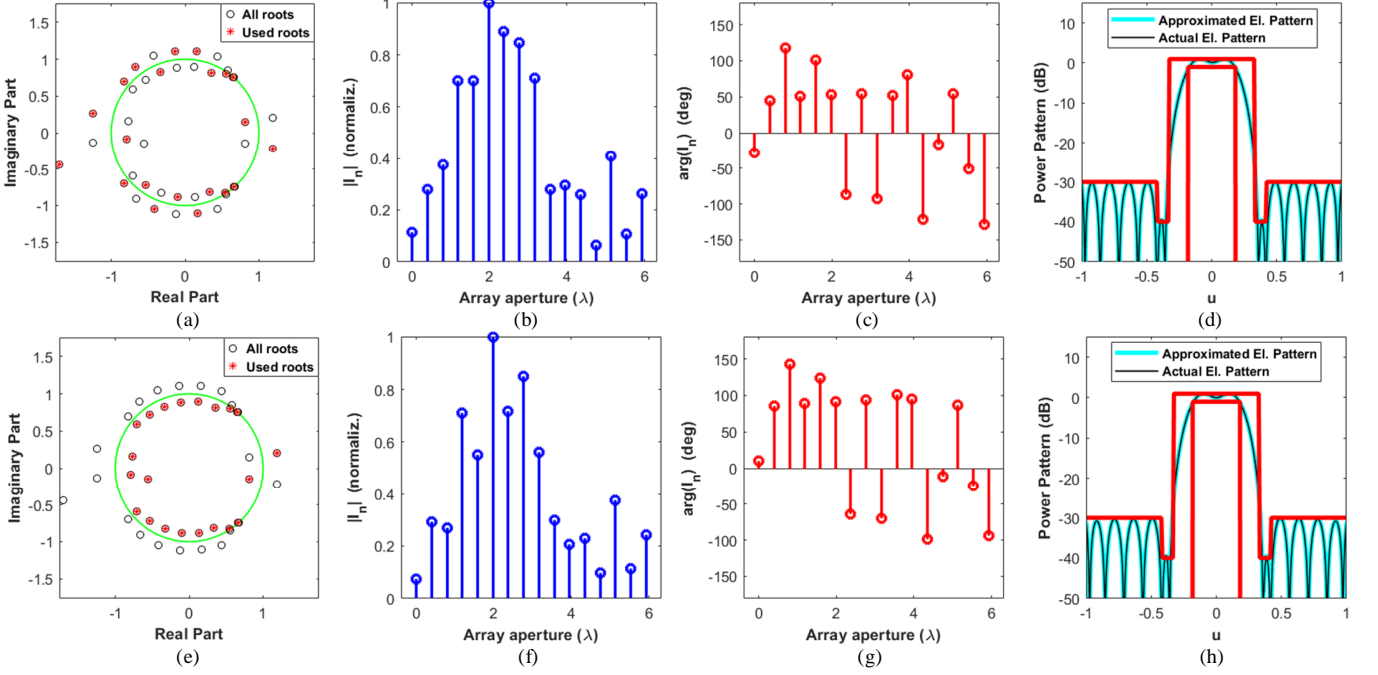 All roots
Used roots
1.5
1
0.5
0
-0.5
-1
-1.5
Imaginary Part
-1
0
1
Real Part
(a)
1
0.8
0.6
0.4
0.2
0
|I_n| (normaliz.)
0
2
4
6
Array aperture (λ)
(b)
150
100
50
0
-50
-100
-150
arg(I_n) (deg)
0
2
4
6
Array aperture (λ)
(c)
Approximated El. Pattern
Actual El. Pattern
10
0
-10
-20
-30
-40
-50
Power Pattern (dB)
-1
-0.5
0
0.5
1
u
(d)
All roots
Used roots
1.5
1
0.5
0
-0.5
-1
-1.5
Imaginary Part
-1
0
1
Real Part
(e)
1
0.8
0.6
0.4
0.2
0
|I_n| (normaliz.)
0
2
4
6
Array aperture (λ)
(f)
150
100
50
0
-50
-100
-150
arg(I_n) (deg)
0
2
4
6
Array aperture (λ)
(g)
Approximated El. Pattern
Actual El. Pattern
10
0
-10
-20
-30
-40
-50
Power Pattern (dB)
-1
-0.5
0
0.5
1
u
(h)